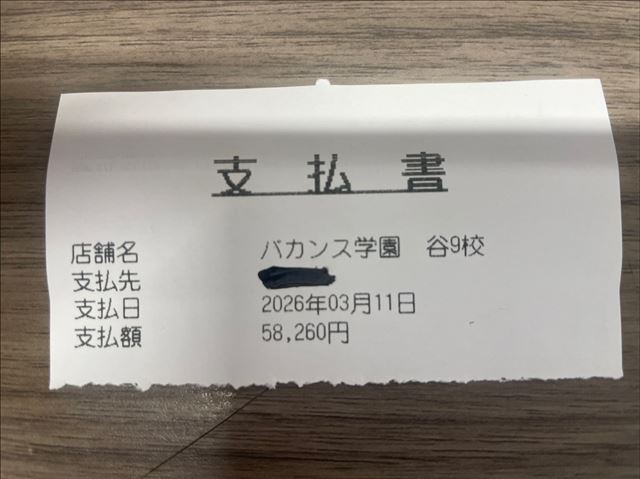 支払書
店舗名 バカンス学園 谷9校
支払先
支払日 2026年03月11日
支払額 58,260円